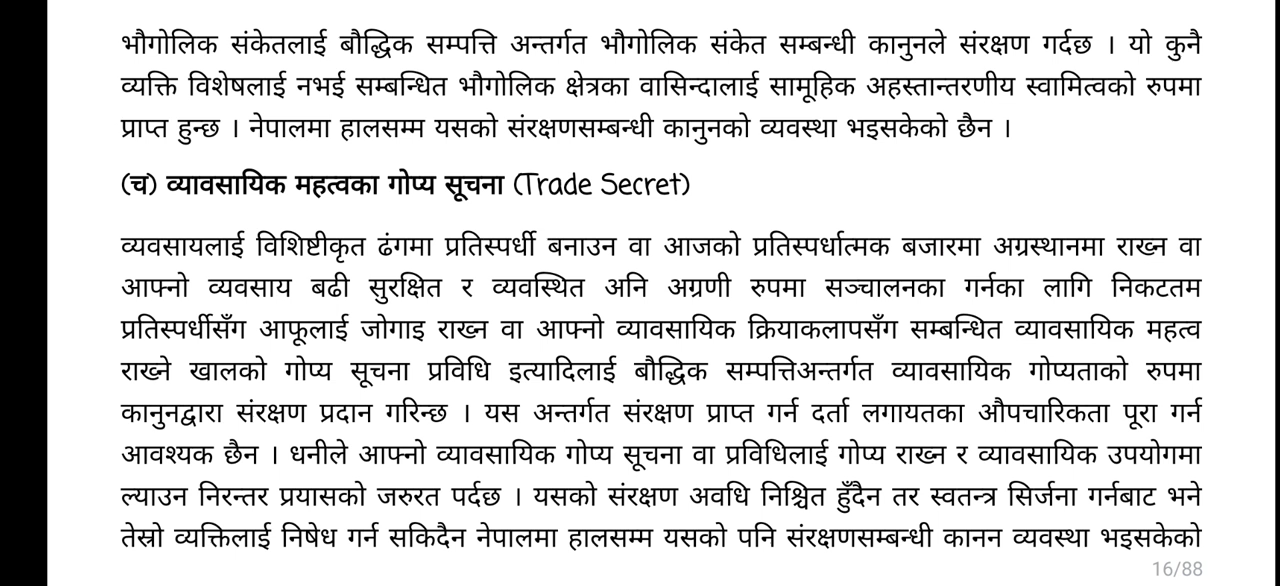 भौगोलिक संकेतलाई बौद्धिक सम्पत्ति अन्तर्गत भौगोलिक संकेत सम्बन्धी कानुनले संरक्षण गर्दछ । यो कुनै
व्यक्ति विशेषलाई नभई सम्बन्धित भौगोलिक क्षेत्रका वासिन्दालाई सामूहिक अहस्तान्तरणीय स्वामित्वको रुपमा
प्राप्त हुन्छ । नेपालमा हालसम्म यसको संरक्षणसम्बन्धी कानुनको व्यवस्था भइसकेको छैन ।
(च) व्यावसायिक महत्वका गोप्य सूचना (Trade Secret)
व्यवसायलाई विशिष्टीकृत ढंगमा प्रतिस्पर्धी बनाउन वा आजको प्रतिस्पर्धात्मक बजारमा अग्रस्थानमा राख्न वा
आफ्नो व्यवसाय बढी सुरक्षित र व्यवस्थित अनि अग्रणी रुपमा सञ्चालनका गर्नका लागि निकटतम
प्रतिस्पर्धीसँग आफूलाई जोगाइ राख्न वा आफ्नो व्यावसायिक क्रियाकलापसँग सम्बन्धित व्यावसायिक महत्व
राख्ने खालको गोप्य सूचना प्रविधि इत्यादिलाई बौद्धिक सम्पत्तिअन्तर्गत व्यावसायिक गोप्यताको रुपमा
कानुनद्वारा संरक्षण प्रदान गरिन्छ । यस अन्तर्गत संरक्षण प्राप्त गर्न दर्ता लगायतका औपचारिकता पूरा गर्न
आवश्यक छैन । धनीले आफ्नो व्यावसायिक गोप्य सूचना वा प्रविधिलाई गोप्य राख्न र व्यावसायिक उपयोगमा
ल्याउन निरन्तर प्रयासको जरुरत पर्दछ । यसको संरक्षण अवधि निश्चित हुँदैन तर स्वतन्त्र सिर्जना गर्नबाट भने
तेस्रो व्यक्तिलाई निषेध गर्न सकिदैन नेपालमा हालसम्म यसको पनि संरक्षणसम्बन्धी कानन व्यवस्था भइसकेको
16/88